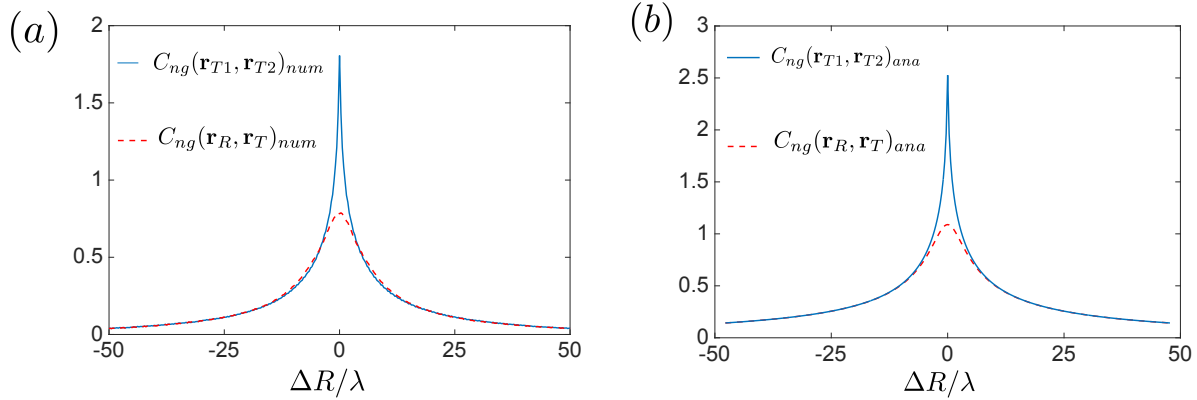 (a)
2
1.5
1
0.5
0
C_{ng}(r_{T1}, r_{T2})_{num}
C_{ng}(r_R, r_T)_{num}
-50 -25 0 25 50
ΔR/λ
(b)
3
2.5
2
1.5
1
0.5
0
C_{ng}(r_{T1}, r_{T2})_{ana}
C_{ng}(r_R, r_T)_{ana}
-50 -25 0 25 50
ΔR/λ